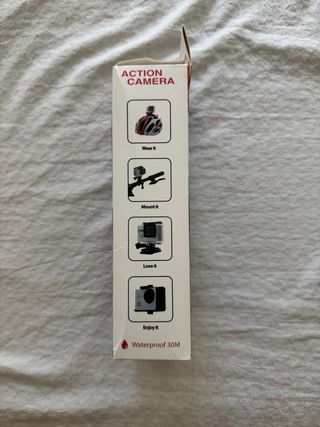 ACTION
CAMERA
Wear it
Mount it
Love it
Enjoy it
Waterproof 30M